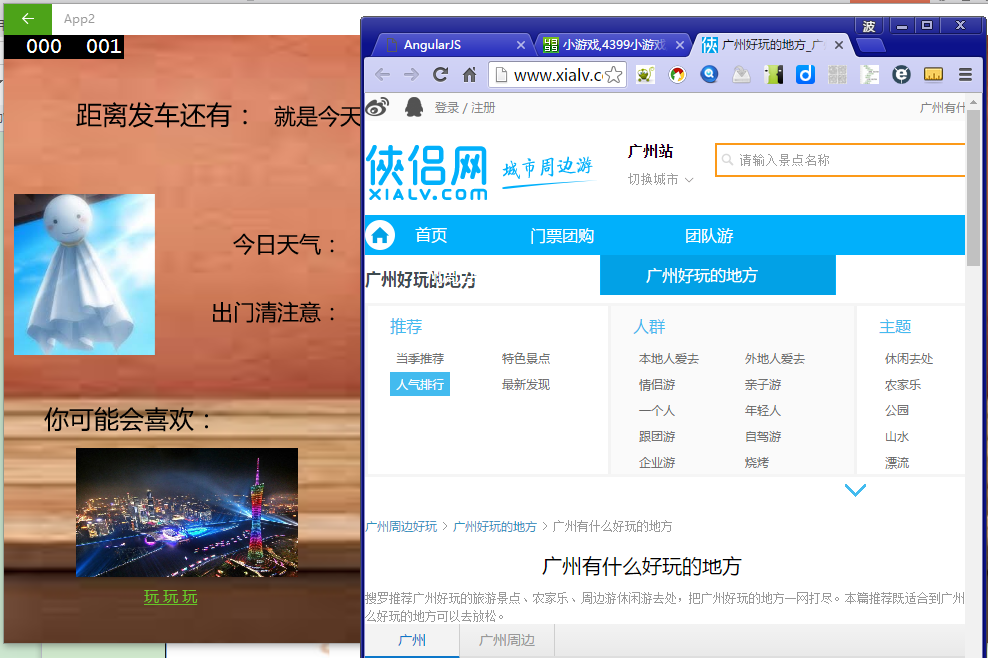 App2
000 001
距离发车还有： 就是今天
今日天气：
出门清注意：
你可能会喜欢：
玩 玩 玩
波
AngularJS
小游戏,4399小游戏
广州好玩的地方_广
www.xialv.c
登录 / 注册
广州有什
侠侣网
XIALV.COM
城市周边游
广州站
切换城市
请输入景点名称
首页 门票团购 团队游
广州好玩的地方
广州好玩的地方
推荐 人群 主题
当季推荐 特色景点 本地人爱去 外地人爱去 休闲去处
人气排行 最新发现 情侣游 亲子游 农家乐
一个人 年轻人 公园
跟团游 自驾游 山水
企业游 烧烤 漂流
广州周边好玩 > 广州好玩的地方 > 广州有什么好玩的地方
广州有什么好玩的地方
搜罗推荐广州好玩的旅游景点、农家乐、周边游休闲游去处，把广州好玩的地方一网打尽。本篇推荐既适合到广州
么好玩的地方可以去放松。
广州 广州周边